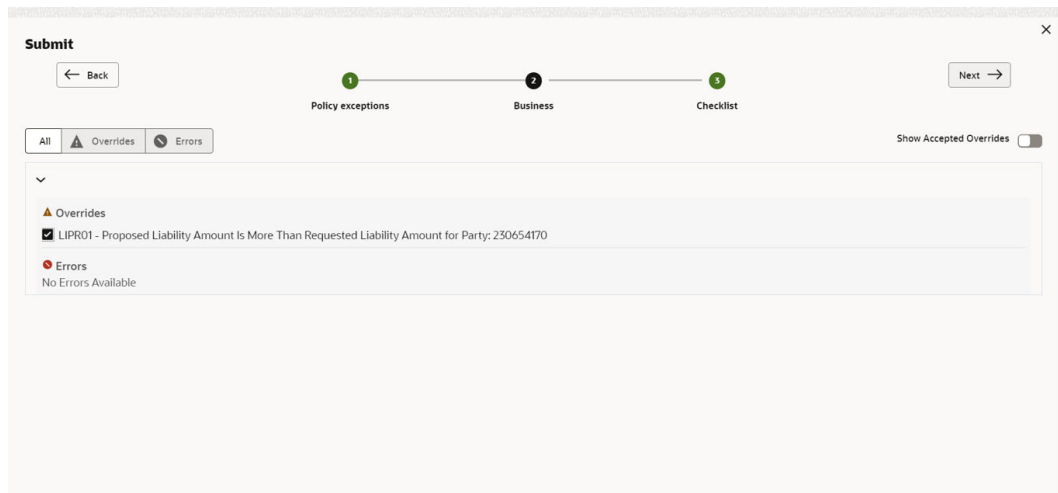 Submit
Back
1
2
3
Next
Policy exceptions
Business
Checklist
All
Overrides
Errors
Show Accepted Overrides
Overrides
LIPR01 - Proposed Liability Amount Is More Than Requested Liability Amount for Party: 230654170
Errors
No Errors Available